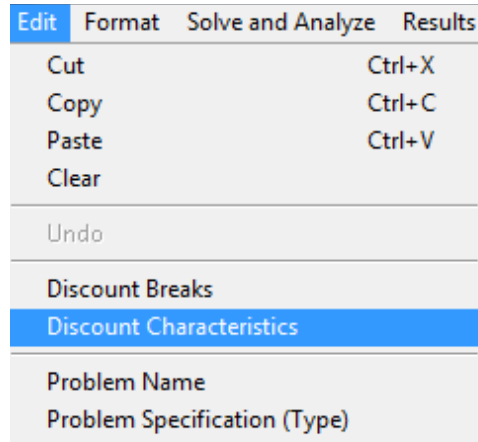 Edit Format Solve and Analyze Results
Cut Ctrl+X
Copy Ctrl+C
Paste Ctrl+V
Clear
Undo
Discount Breaks
Discount Characteristics
Problem Name
Problem Specification (Type)